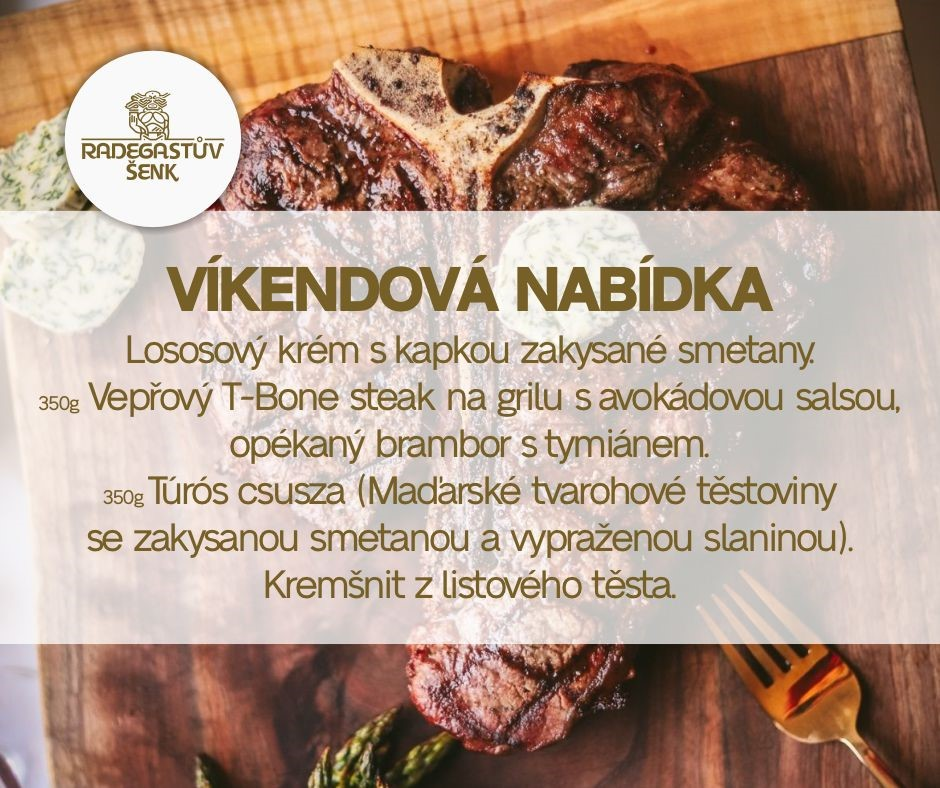 RADEGASTŮV
ŠENK
VÍKENDOVÁ NABÍDKA
Lososový krém s kapkou zakysané smetany.
350g Vepřový T-Bone steak na grilu s avokádovou salsou,
opékaný brambor s tymiánem.
350g Túrós csusza (Maďarské tvarohové těstoviny
se zakysanou smetanou a vypraženou slaninou).
Kremšnit z listového těsta.